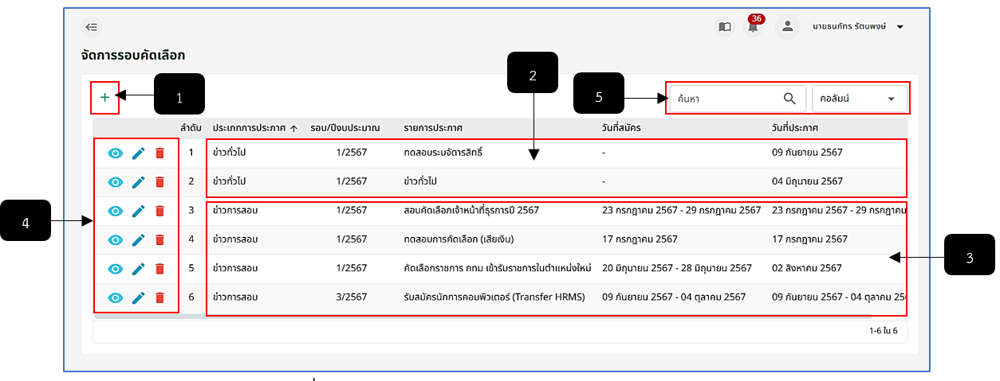 36
นายธนภัทร รัตนพงษ์
จัดการรอบคัดเลือก
1
2
5
ค้นหา
คอลัมน์
ลำดับ ประเภทการประกาศ รอบ/ปีงบประมาณ รายการประกาศ วันที่สมัคร วันที่ประกาศ
1 ข่าวทั่วไป 1/2567 ทดสอบระบจัดารสิทธิ์ - 09 กันยายน 2567
2 ข่าวทั่วไป 1/2567 ข่าวทั่วไป - 04 มิถุนายน 2567
3 ข่าวการสอบ 1/2567 สอบคัดเลือกเจ้าหน้าที่ธุรการปี 2567 23 กรกฎาคม 2567 - 29 กรกฎาคม 2567 23 กรกฎาคม 2567 - 29 กรกฎาคม
4
4 ข่าวการสอบ 1/2567 ทดสอบการคัดเลือก (เสียเงิน) 17 กรกฎาคม 2567 17 กรกฎาคม 2567
3
5 ข่าวการสอบ 1/2567 คัดเลือกราชการ กทม เข้ารับราชการในตำแหน่งใหม่ 20 มิถุนายน 2567 - 28 มิถุนายน 2567 02 สิงหาคม 2567
6 ข่าวการสอบ 3/2567 รับสมัครนักการคอมพิวเตอร์ (Transfer HRMS) 09 กันยายน 2567 - 04 ตุลาคม 2567 09 กันยายน 2567 - 04 ตุลาคม 25
1-6 ใน 6